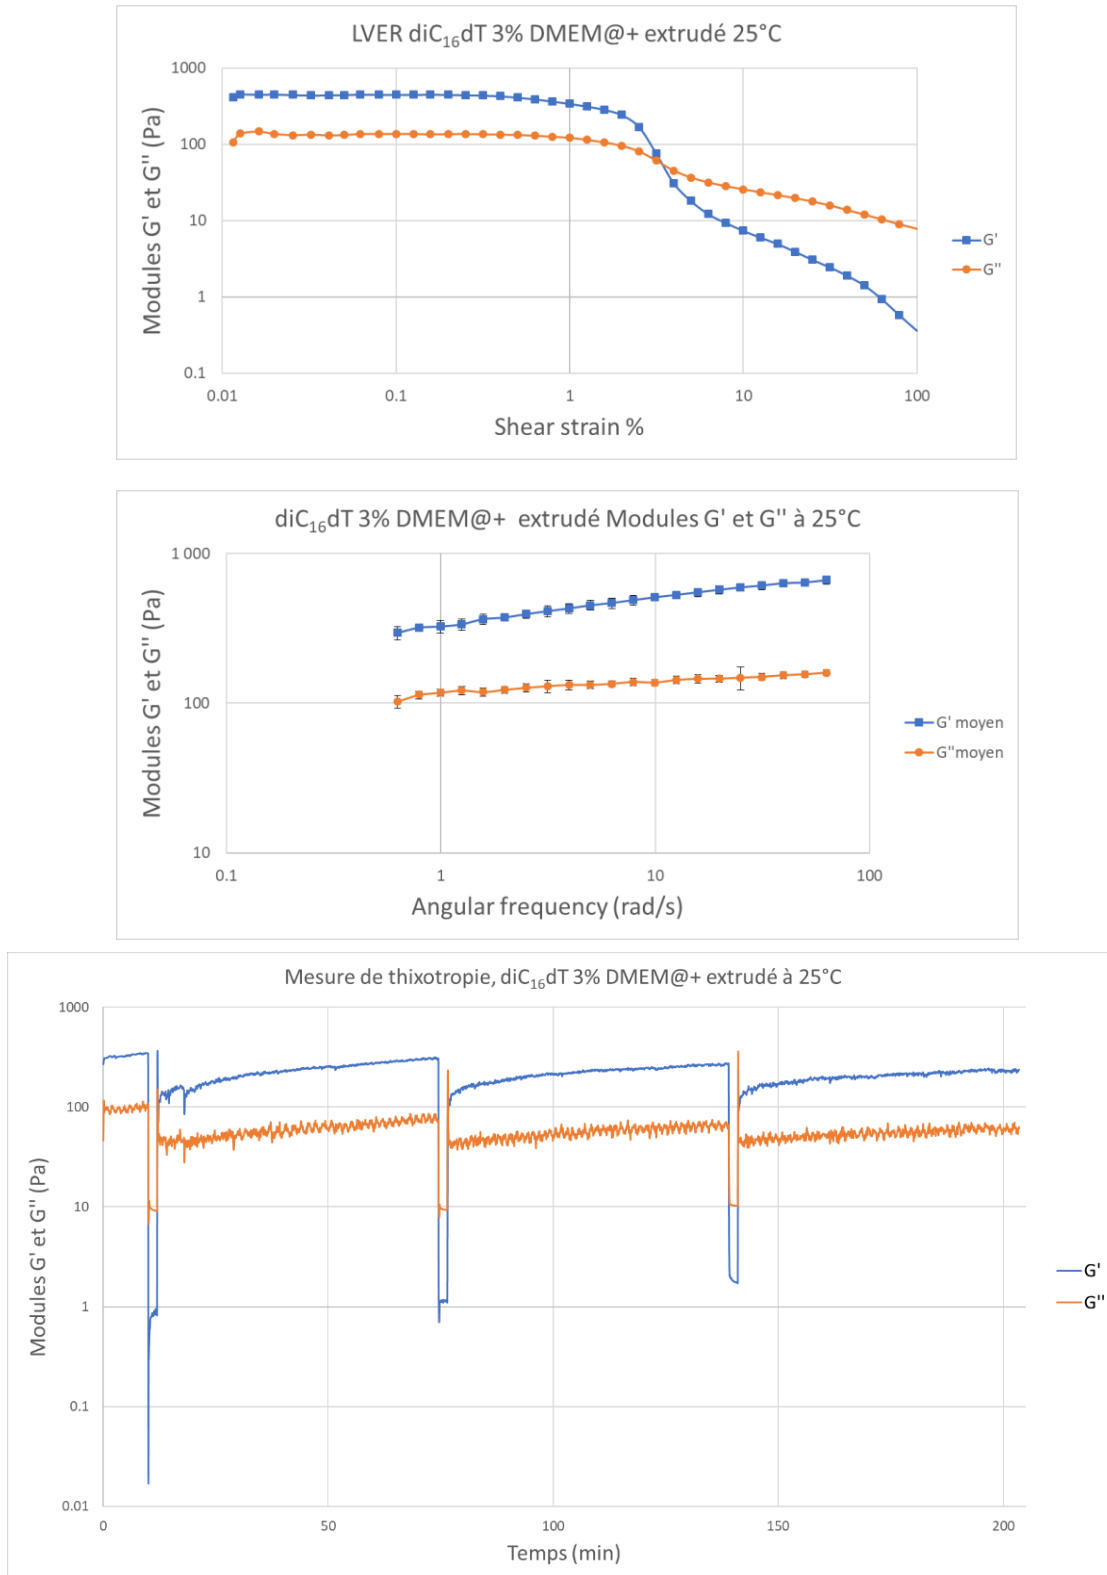 LVER diC₁₆dT 3% DMEM@+ extrudé 25°C
Modules G' et G'' (Pa)
1000
100
10
1
0.1
0.01
0.1
1
10
100
Shear strain %
G'
G''
diC₁₆dT 3% DMEM@+ extrudé Modules G' et G'' à 25°C
Modules G' et G'' (Pa)
1 000
100
10
0.1
1
10
100
Angular frequency (rad/s)
G' moyen
G''moyen
Mesure de thixotropie, diC₁₆dT 3% DMEM@+ extrudé à 25°C
Modules G' et G'' (Pa)
1000
100
10
1
0.1
0.01
0
50
100
150
200
Temps (min)
G'
G''